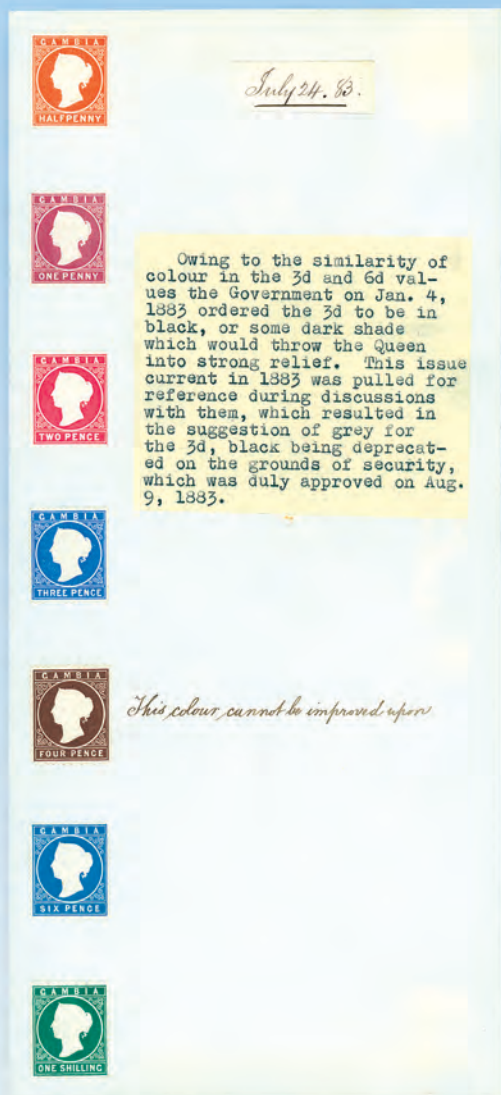 GAMBIA
HALFPENNY
July 24. 83.
GAMBIA
ONE PENNY
Owing to the similarity of
colour in the 3d and 6d val-
ues the Government on Jan. 4,
1883 ordered the 3d to be in
black, or some dark shade
which would throw the Queen
into strong relief. This issue
current in 1883 was pulled for
reference during discussions
with them, which resulted in
the suggestion of grey for
the 3d, black being deprecat-
ed on the grounds of security,
which was duly approved on Aug.
9, 1883.
GAMBIA
TWO PENCE
GAMBIA
THREE PENCE
GAMBIA
FOUR PENCE
This colour cannot be improved upon
GAMBIA
SIX PENCE
GAMBIA
ONE SHILLING